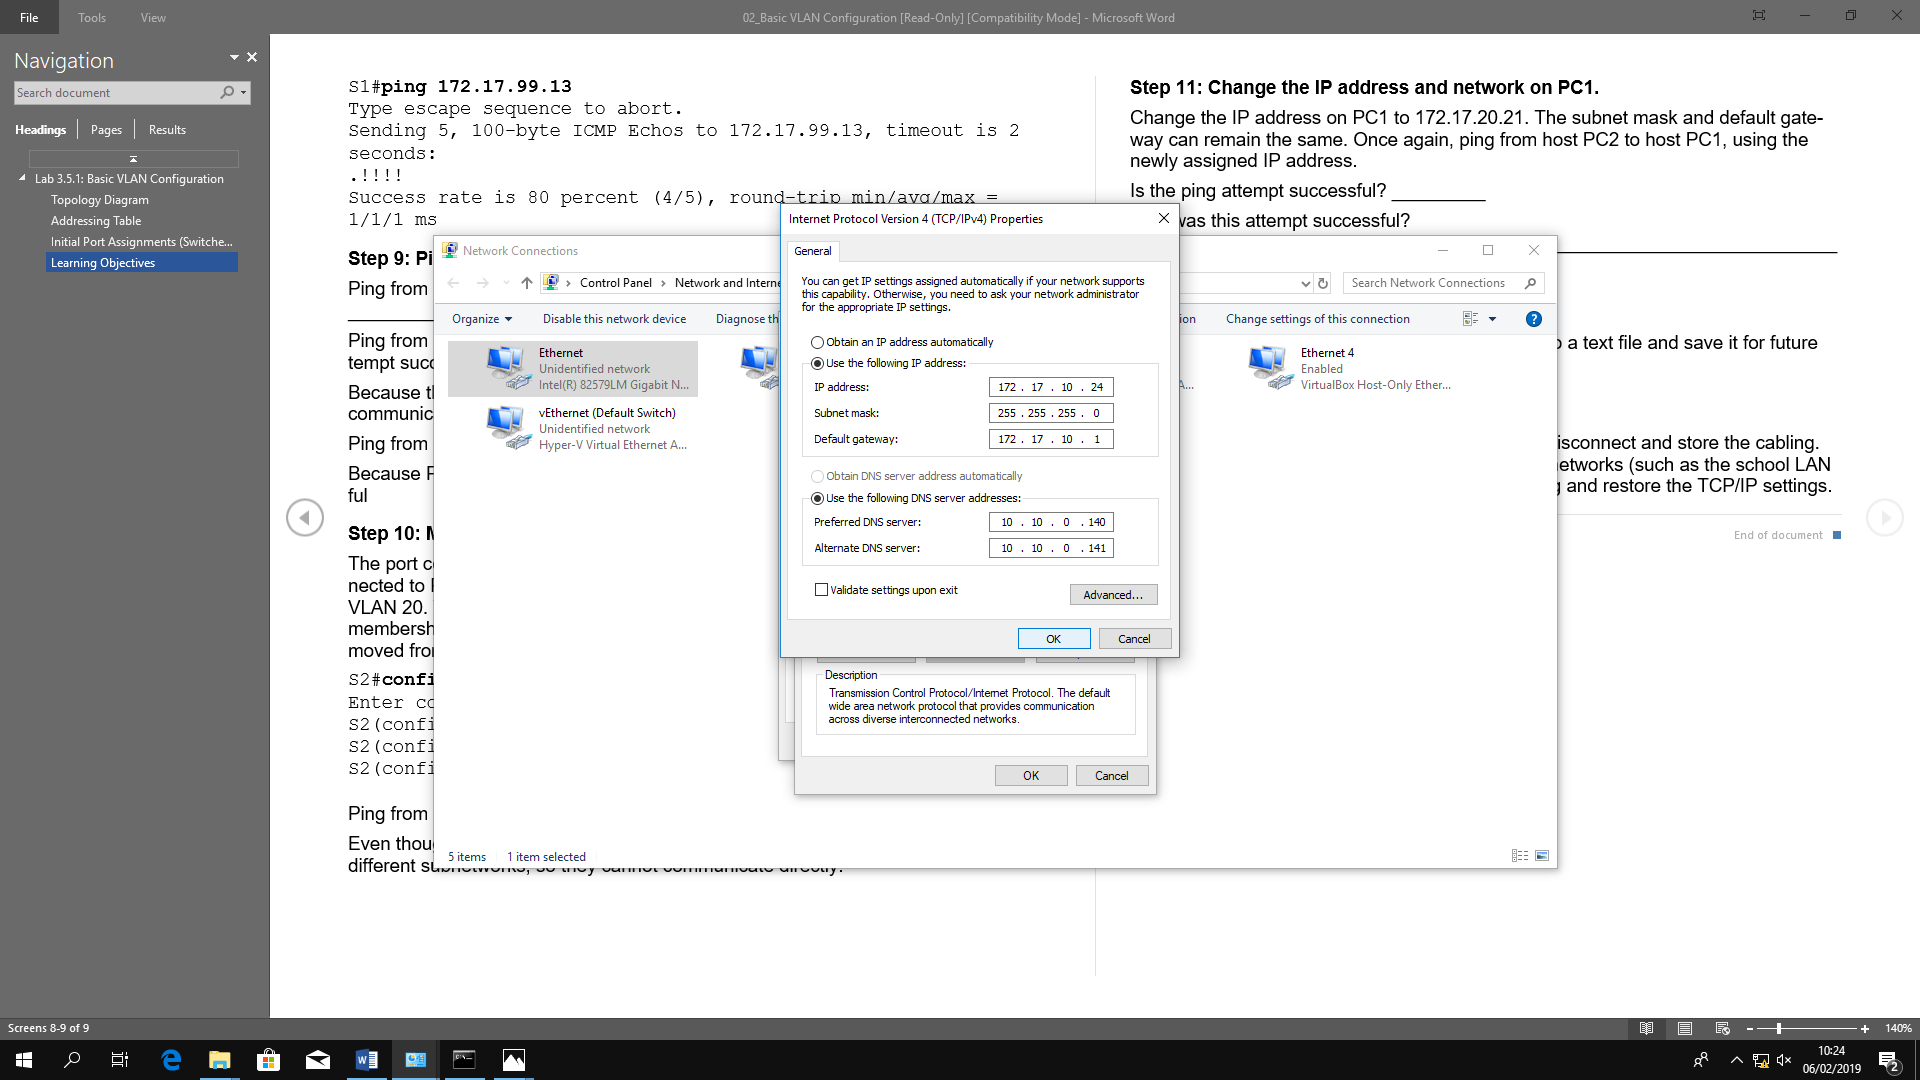 File
Tools
View
02_Basic VLAN Configuration [Read-Only] [Compatibility Mode] - Microsoft Word
Navigation
Search document
Headings
Pages
Results
Lab 3.5.1: Basic VLAN Configuration
Topology Diagram
Addressing Table
Initial Port Assignments (Switche...
Learning Objectives
S1#ping 172.17.99.13
Type escape sequence to abort.
Sending 5, 100-byte ICMP Echos to 172.17.99.13, timeout is 2
seconds:
.!!!!
Success rate is 80 percent (4/5), round-trip min/avg/max =
1/1/1 ms
Step 9: Pi
Ping from
Ping from
tempt succ
Because th
communic
Ping from
Because P
ful
Step 10: M
The port co
nected to
VLAN 20.
membersh
moved from
S2#confi
Enter co
S2(confi
S2(confi
S2(confi
Ping from
Even thou
different subnetworks, so they cannot communicate directly.
Step 11: Change the IP address and network on PC1.
Change the IP address on PC1 to 172.17.20.21. The subnet mask and default gate-
way can remain the same. Once again, ping from host PC2 to host PC1, using the
newly assigned IP address.
Is the ping attempt successful? _________
was this attempt successful?
a text file and save it for future
isconnect and store the cabling.
etworks (such as the school LAN
and restore the TCP/IP settings.
End of document
Network Connections
Control Panel
Network and Interne
Search Network Connections
Organize
Disable this network device
Diagnose th
ion
Change settings of this connection
Ethernet
Unidentified network
Intel(R) 82579LM Gigabit N...
vEthernet (Default Switch)
Unidentified network
Hyper-V Virtual Ethernet A...
A...
Ethernet 4
Enabled
VirtualBox Host-Only Ether...
5 items
1 item selected
Internet Protocol Version 4 (TCP/IPv4) Properties
General
You can get IP settings assigned automatically if your network supports
this capability. Otherwise, you need to ask your network administrator
for the appropriate IP settings.
Obtain an IP address automatically
Use the following IP address:
IP address: 172 . 17 . 10 . 24
Subnet mask: 255 . 255 . 255 . 0
Default gateway: 172 . 17 . 10 . 1
Obtain DNS server address automatically
Use the following DNS server addresses:
Preferred DNS server: 10 . 10 . 0 . 140
Alternate DNS server: 10 . 10 . 0 . 141
Validate settings upon exit
Advanced...
OK
Cancel
Description
Transmission Control Protocol/Internet Protocol. The default
wide area network protocol that provides communication
across diverse interconnected networks.
OK
Cancel
Screens 8-9 of 9
140%
10:24
06/02/2019
2